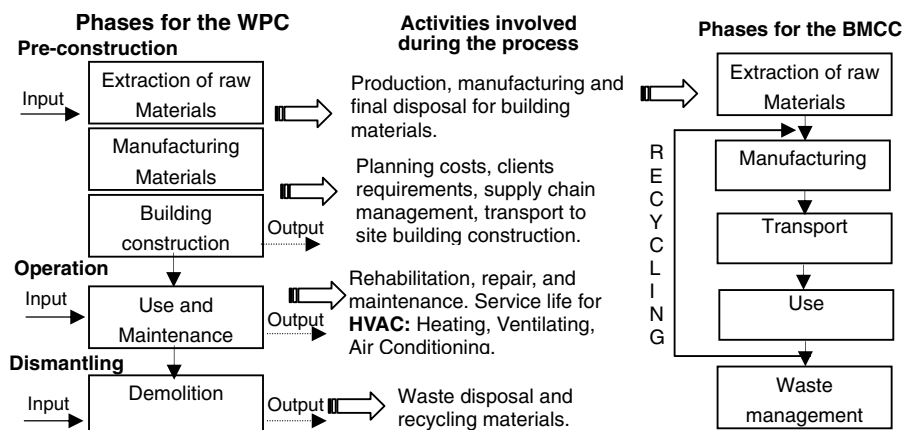 Phases for the WPC
Pre-construction
Input
Extraction of raw
Materials
Manufacturing
Materials
Building
construction
Output
Operation
Input
Use and
Maintenance
Output
Dismantling
Input
Demolition
Output
Activities involved
during the process
Production, manufacturing and
final disposal for building
materials.
Planning costs, clients
requirements, supply chain
management, transport to
site building construction.
Rehabilitation, repair, and
maintenance. Service life for
HVAC: Heating, Ventilating,
Air Conditioning.
Waste disposal and
recycling materials.
Phases for the BMCC
Extraction of raw
Materials
Manufacturing
Transport
Use
Waste
management
RECYCLING